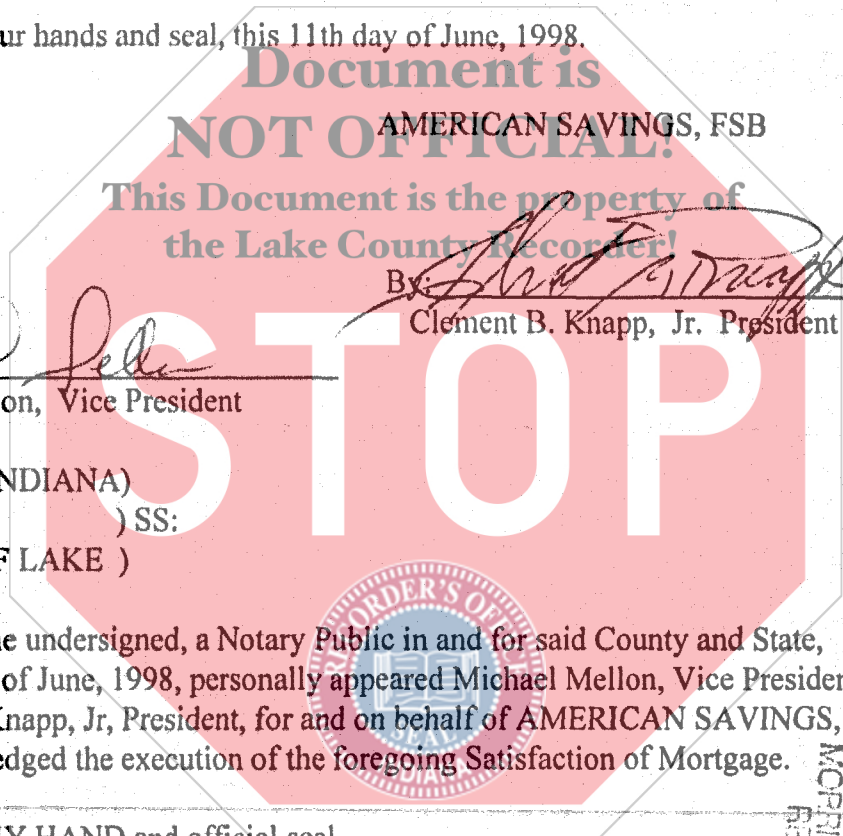 ur hands and seal, this 11th day of June, 1998.
Document is
NOT OFFICIAL!
AMERICAN SAVINGS, FSB
This Document is the property of
the Lake County Recorder!
By:
Clement B. Knapp, Jr. President
on, Vice President
STOP
NDIANA)
) SS:
F LAKE )
RECORDER'S OFFICE
SEAL
INDIANA
e undersigned, a Notary Public in and for said County and State,
of June, 1998, personally appeared Michael Mellon, Vice Presiden
Knapp, Jr, President, for and on behalf of AMERICAN SAVINGS,
edged the execution of the foregoing Satisfaction of Mortgage.
Y HAND and official seal